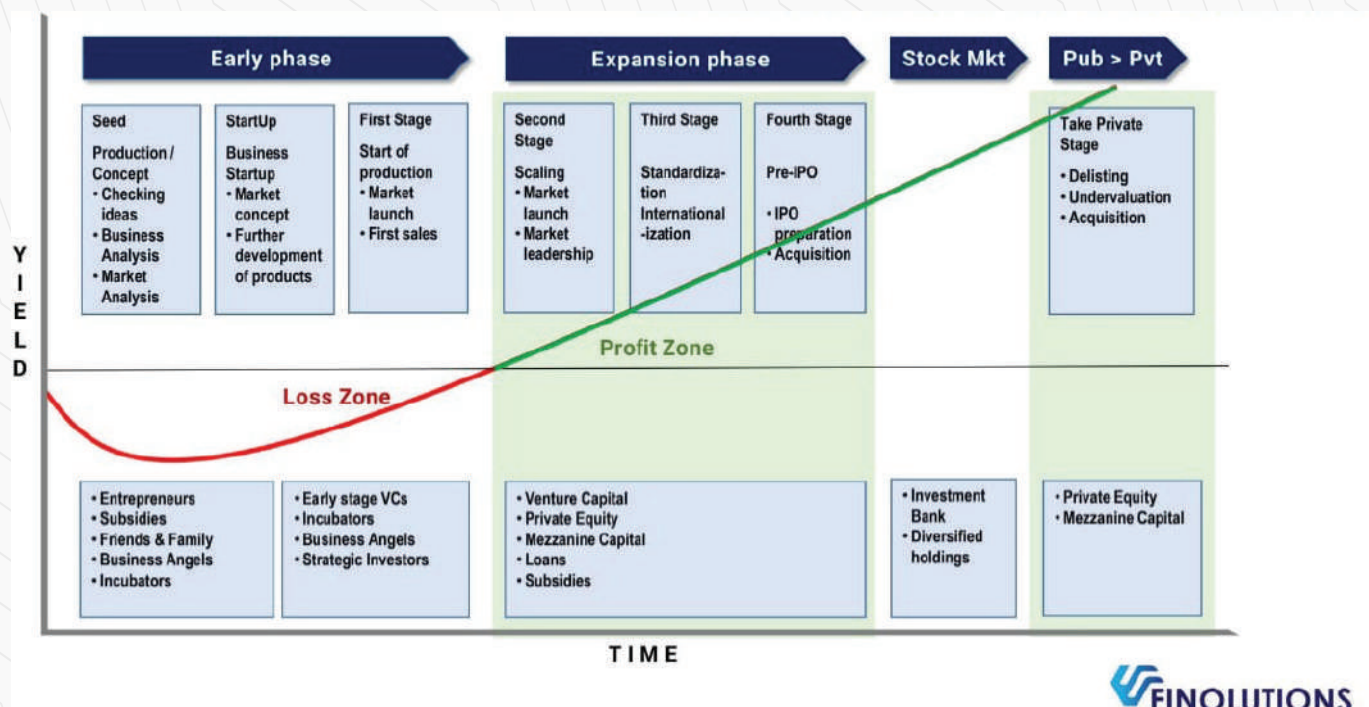 Early phase
Expansion phase
Stock Mkt
Pub > Pvt
Seed
Production /
Concept
• Checking
ideas
• Business
Analysis
• Market
Analysis
StartUp
Business
Startup
• Market
concept
• Further
development
of products
First Stage
Start of
production
• Market
launch
• First sales
Second
Stage
Scaling
• Market
launch
• Market
leadership
Third Stage
Standardiza-
tion
International
-ization
Fourth Stage
Pre-IPO
• IPO
preparation
• Acquisition
Take Private
Stage
• Delisting
• Undervaluation
• Acquisition
YIELD
Profit Zone
Loss Zone
• Entrepreneurs
• Subsidies
• Friends & Family
• Business Angels
• Incubators
• Early stage VCs
• Incubators
• Business Angels
• Strategic Investors
• Venture Capital
• Private Equity
• Mezzanine Capital
• Loans
• Subsidies
• Investment
Bank
• Diversified
holdings
• Private Equity
• Mezzanine Capital
TIME
FINOLUTIONS